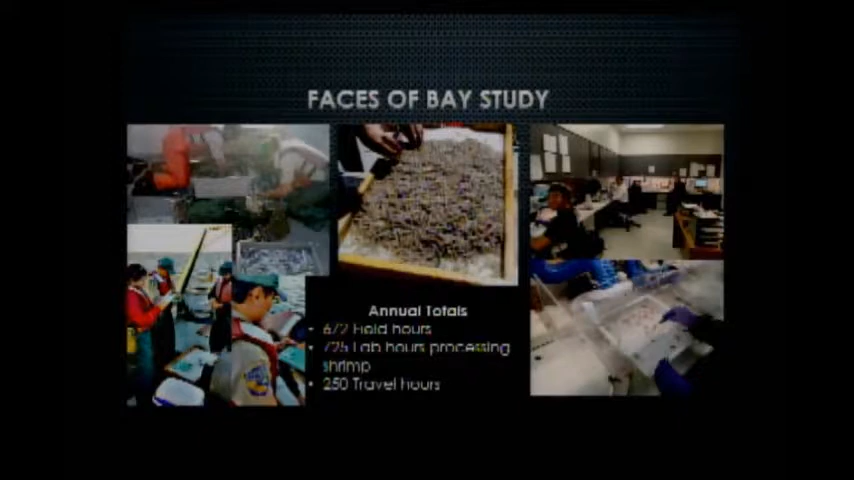 FACES OF BAY STUDY
Annual Totals
• 672 Field hours
• 725 Lab hours processing
shrimp
• 250 Travel hours